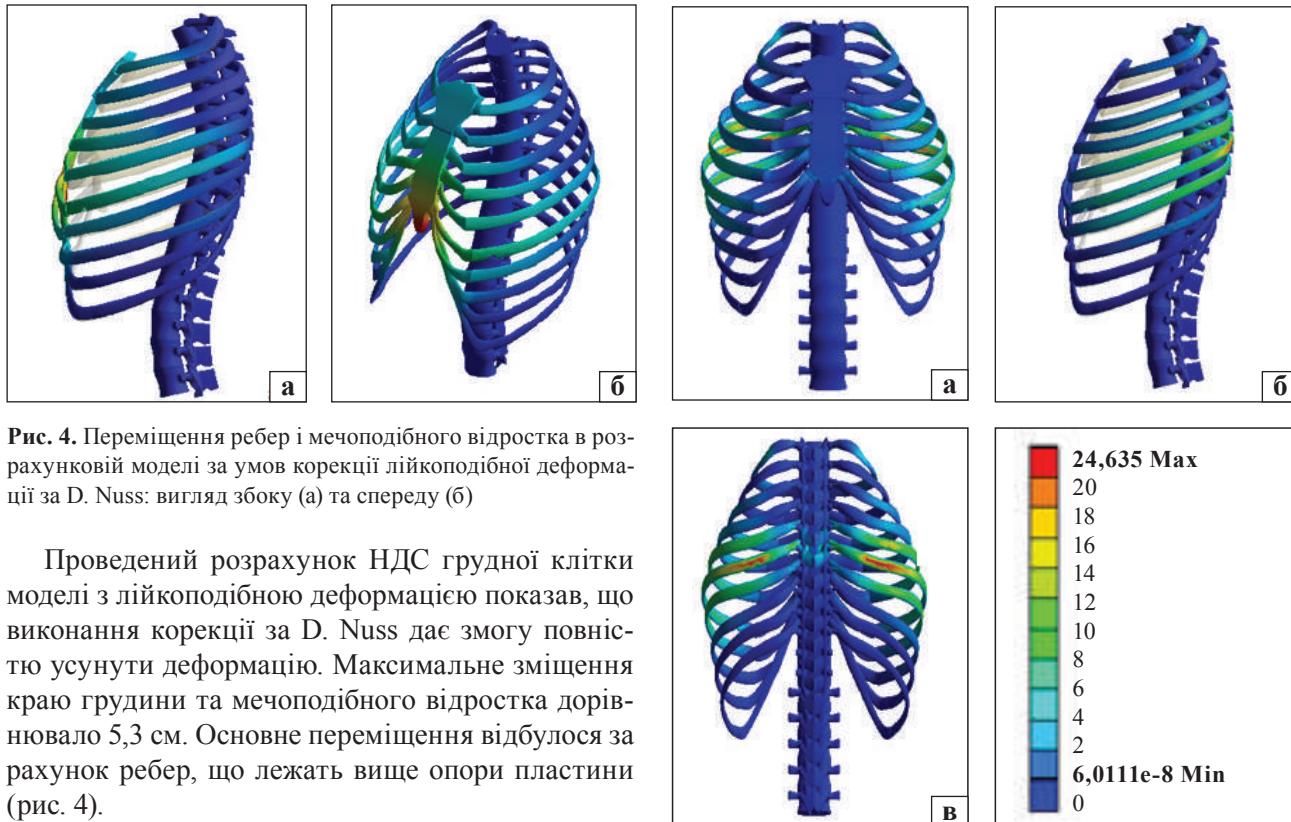 а
б
Рис. 4. Переміщення ребер і мечоподібного відростка в роз-
рахунковій моделі за умов корекції лійкоподібної деформа-
ції за D. Nuss: вигляд збоку (а) та спереду (б)
Проведений розрахунок НДС грудної клітки
моделі з лійкоподібною деформацією показав, що
виконання корекції за D. Nuss дає змогу повніс-
тю усунути деформацію. Максимальне зміщення
краю грудини та мечоподібного відростка дорів-
нювало 5,3 см. Основне переміщення відбулося за
рахунок ребер, що лежать вище опори пластини
(рис. 4).
а
б
в
24,635 Max
20
18
16
14
12
10
8
6
4
2
6,0111e-8 Min
0